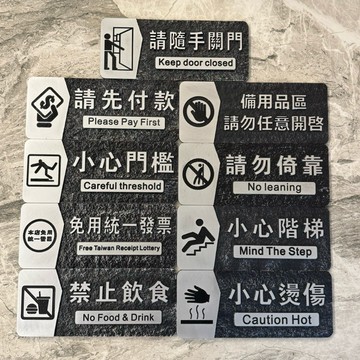 請隨手關門
Keep door closed
請先付款
Please Pay First
備用品區
請勿任意開啓
小心門檻
Careful threshold
請勿倚靠
No leaning
本店免用
統一發票
免用統一發票
Free Taiwan Receipt Lottery
小心階梯
Mind The Step
禁止飲食
No Food & Drink
小心燙傷
Caution Hot